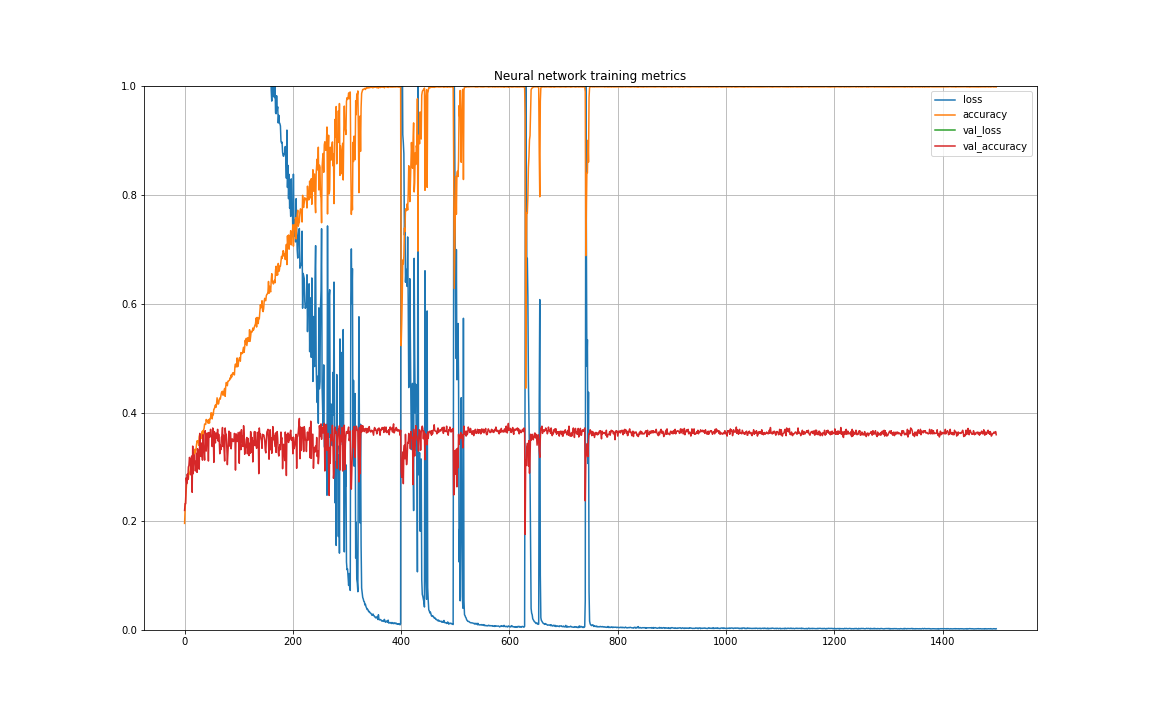 Neural network training metrics
1.0
0.8
0.6
0.4
0.2
0.0
0 200 400 600 800 1000 1200 1400
loss
accuracy
val_loss
val_accuracy